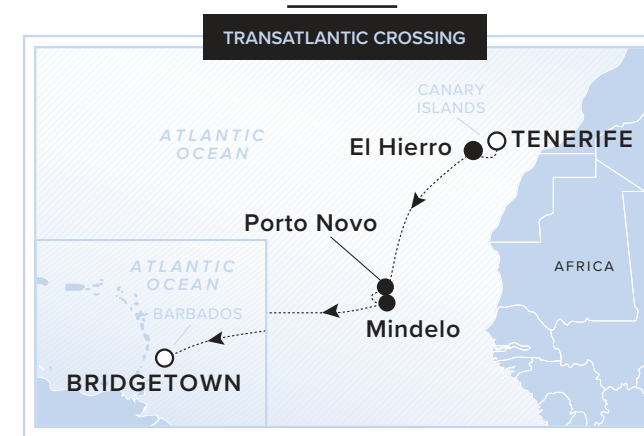 TRANSATLANTIC CROSSING
CANARY
ISLANDS
ATLANTIC
OCEAN
El Hierro
TENERIFE
Porto Novo
AFRICA
ATLANTIC
OCEAN
BARBADOS
Mindelo
BRIDGETOWN